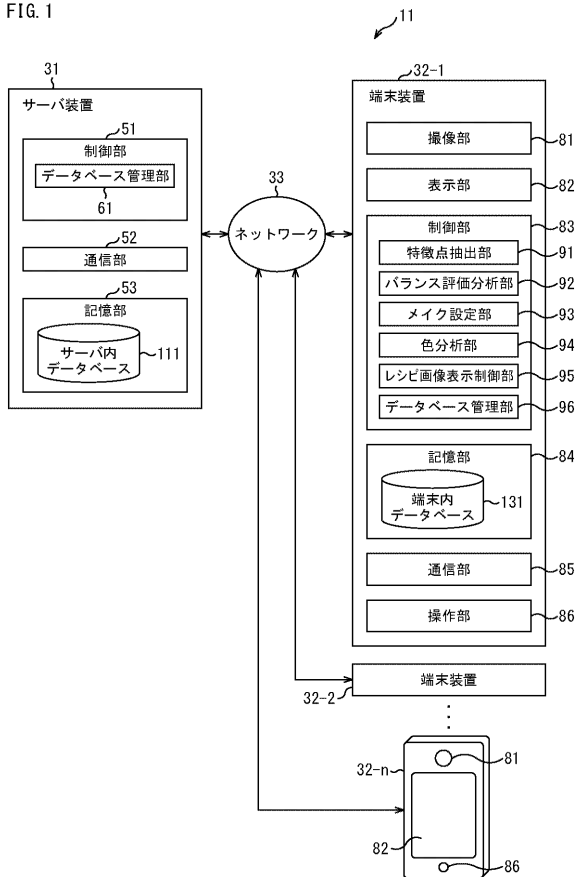 FIG. 1
11
31
サーバ装置
51
制御部
データベース管理部
61
52
通信部
53
記憶部
サーバ内
データベース
111
33
ネットワーク
32-1
端末装置
撮像部
81
表示部
82
制御部
83
特徴点抽出部
91
バランス評価分析部
92
メイク設定部
93
色分析部
94
レシピ画像表示制御部
95
データベース管理部
96
記憶部
84
端末内
データベース
131
通信部
85
操作部
86
端末装置
32-2
32-n
81
82
86